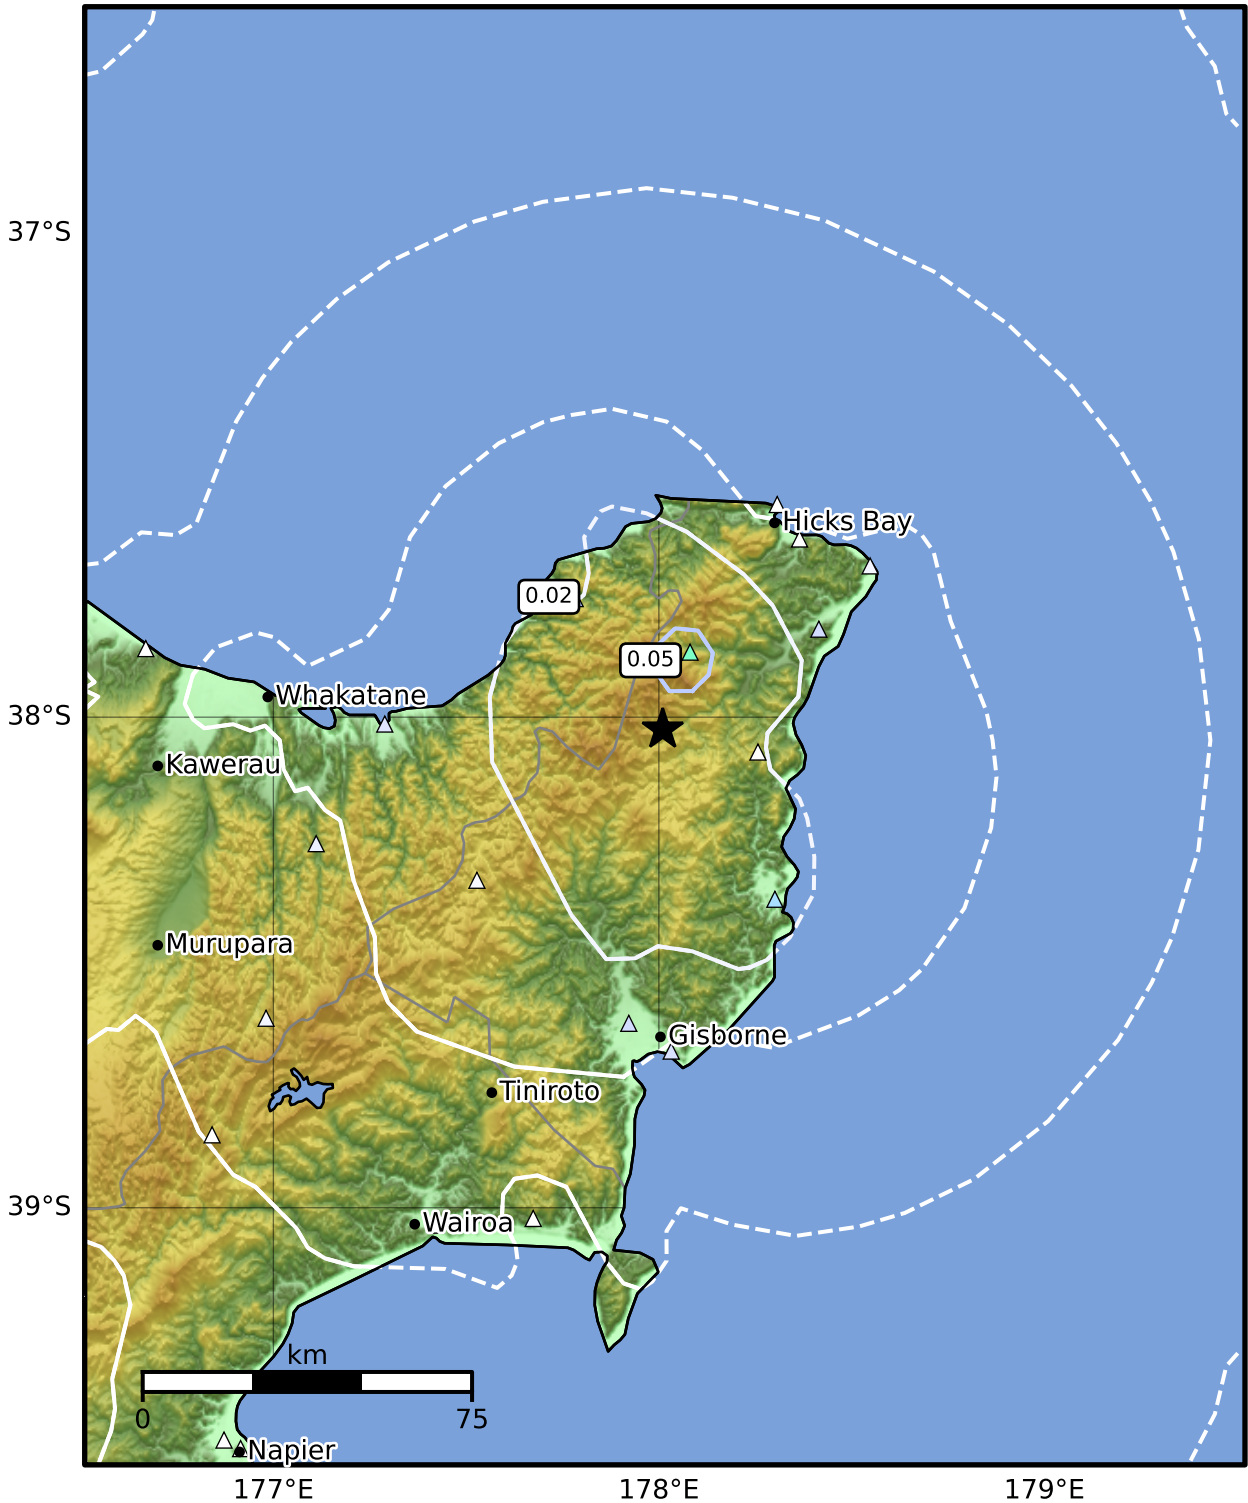 37°S
Hicks Bay
0.02
0.05
Whakatane
38°S
Kawerau
Murupara
Gisborne
Tiniroto
39°S
Wairoa
km
0
75
Napier
177°E
178°E
179°E